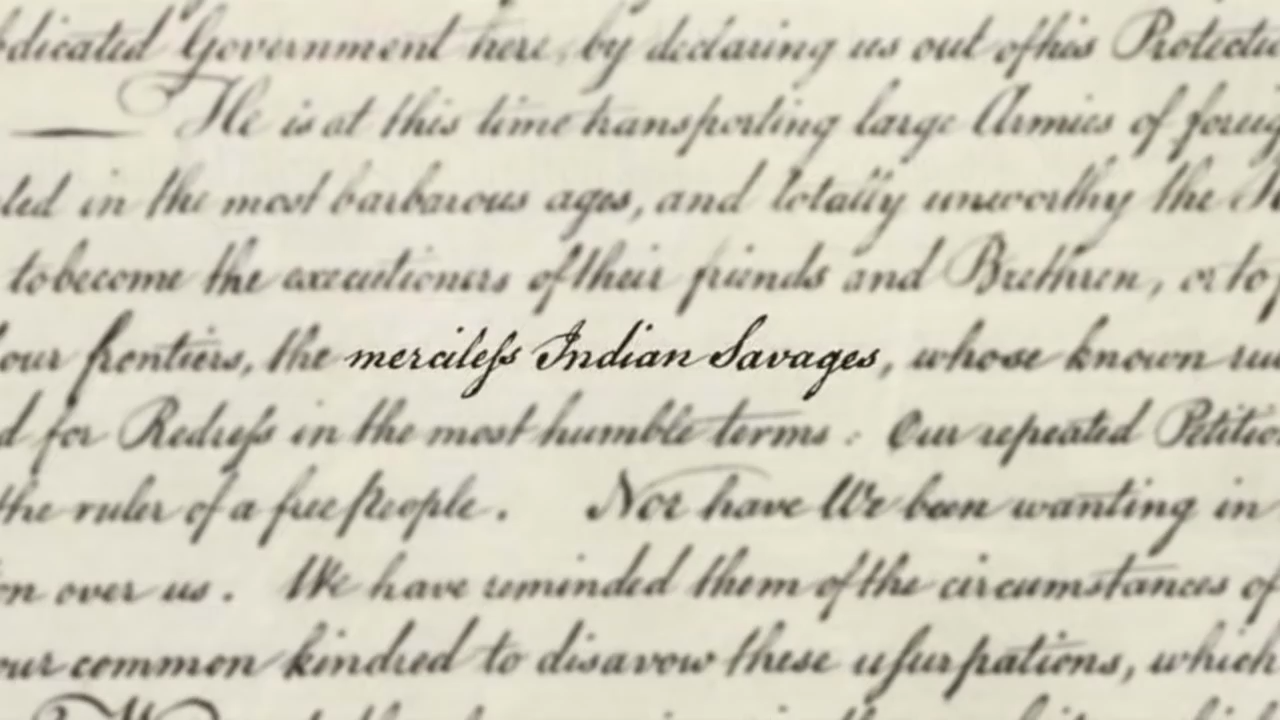 dicated Government here, by declaring us out of his Protecti
He is at this time transporting large Armies of foreig
led in the most barbarous ages, and totally unworthy the
to become the executioners of their friends and Brethren, or to
our frontiers, the merciless Indian Savages, whose known ru
d for Redress in the most humble terms : Our repeated Petitio
the ruler of a free people . Nor have We been wanting in
on over us . We have reminded them of the circumstances of
our common kindred to disavow these usurpations, which